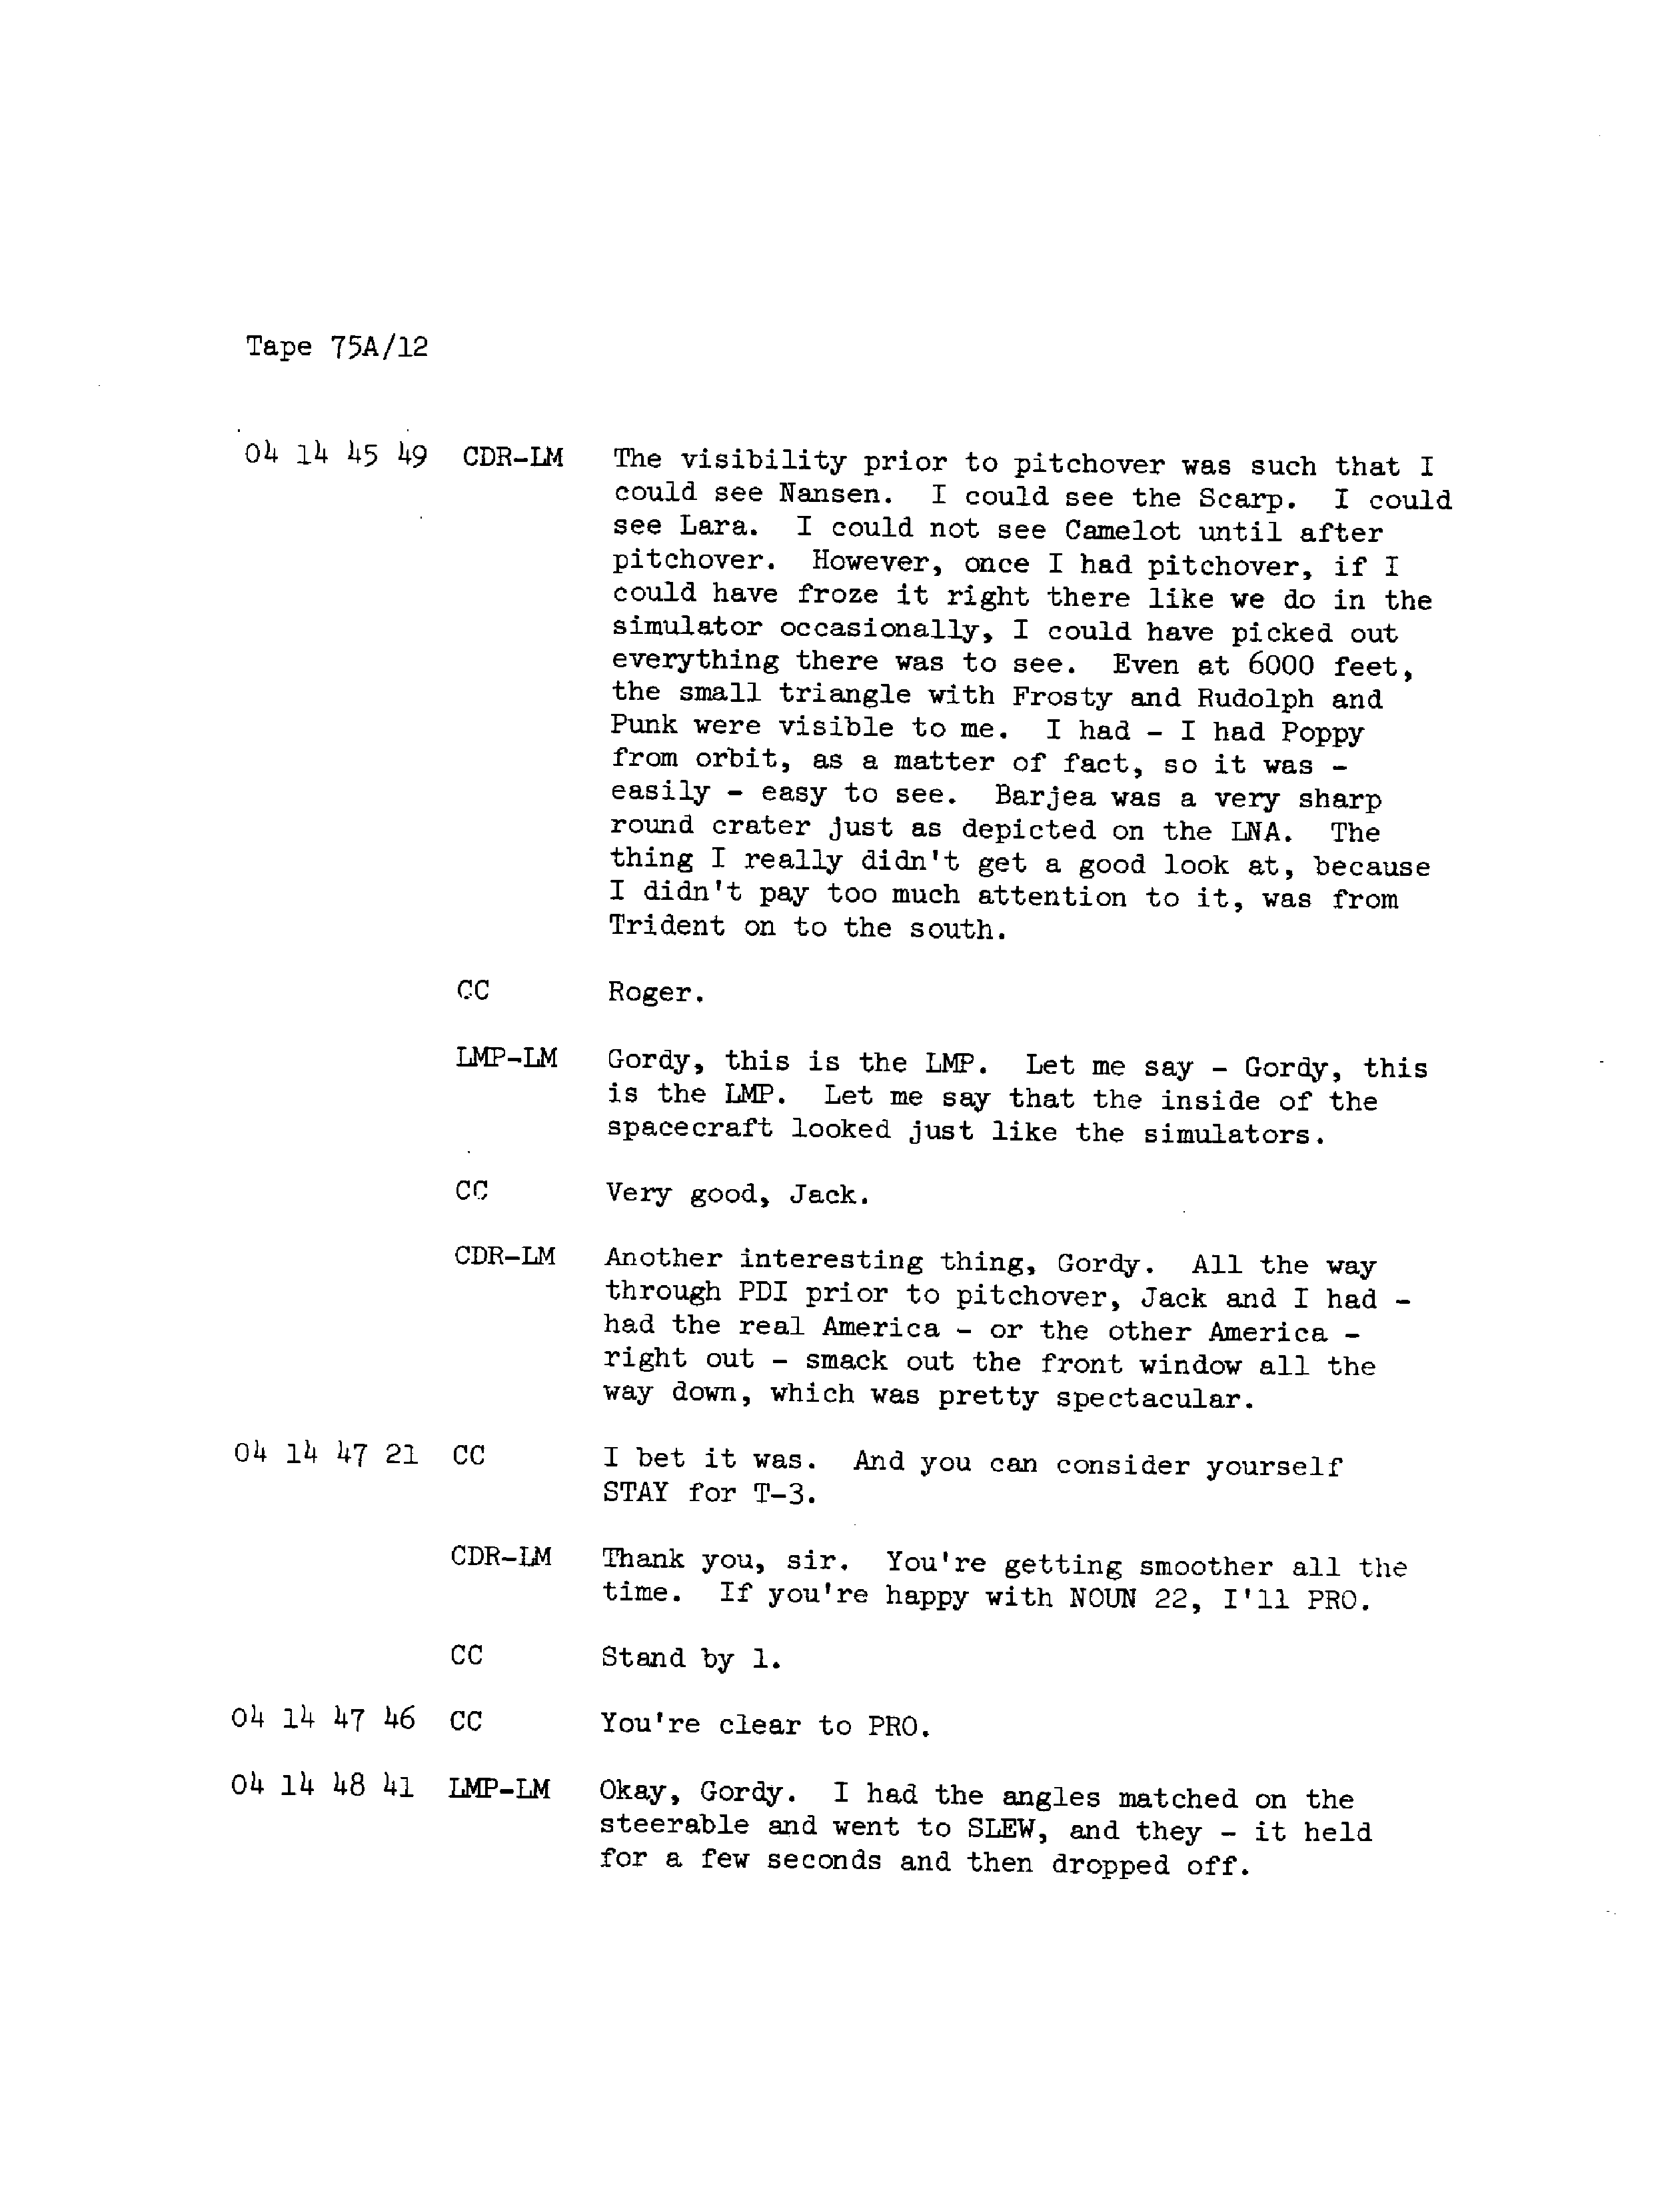 Tape 75A/12
04 14 45 49 CDR-LM The visibility prior to pitchover was such that I
could see Nansen. I could see the Scarp. I could
see Lara. I could not see Camelot until after
pitchover. However, once I had pitchover, if I
could have froze it right there like we do in the
simulator occasionally, I could have picked out
everything there was to see. Even at 6000 feet,
the small triangle with Frosty and Rudolph and
Punk were visible to me. I had - I had Poppy
from orbit, as a matter of fact, so it was -
easily - easy to see. Barjea was a very sharp
round crater just as depicted on the LNA. The
thing I really didn't get a good look at, because
I didn't pay too much attention to it, was from
Trident on to the south.
CC Roger.
LMP-LM Gordy, this is the LMP. Let me say - Gordy, this
is the LMP. Let me say that the inside of the
spacecraft looked just like the simulators.
CC Very good, Jack.
CDR-LM Another interesting thing, Gordy. All the way
through PDI prior to pitchover, Jack and I had -
had the real America - or the other America -
right out - smack out the front window all the
way down, which was pretty spectacular.
04 14 47 21 CC I bet it was. And you can consider yourself
STAY for T-3.
CDR-LM Thank you, sir. You're getting smoother all the
time. If you're happy with NOUN 22, I'll PRO.
CC Stand by 1.
04 14 47 46 CC You're clear to PRO.
04 14 48 41 LMP-LM Okay, Gordy. I had the angles matched on the
steerable and went to SLEW, and they - it held
for a few seconds and then dropped off.